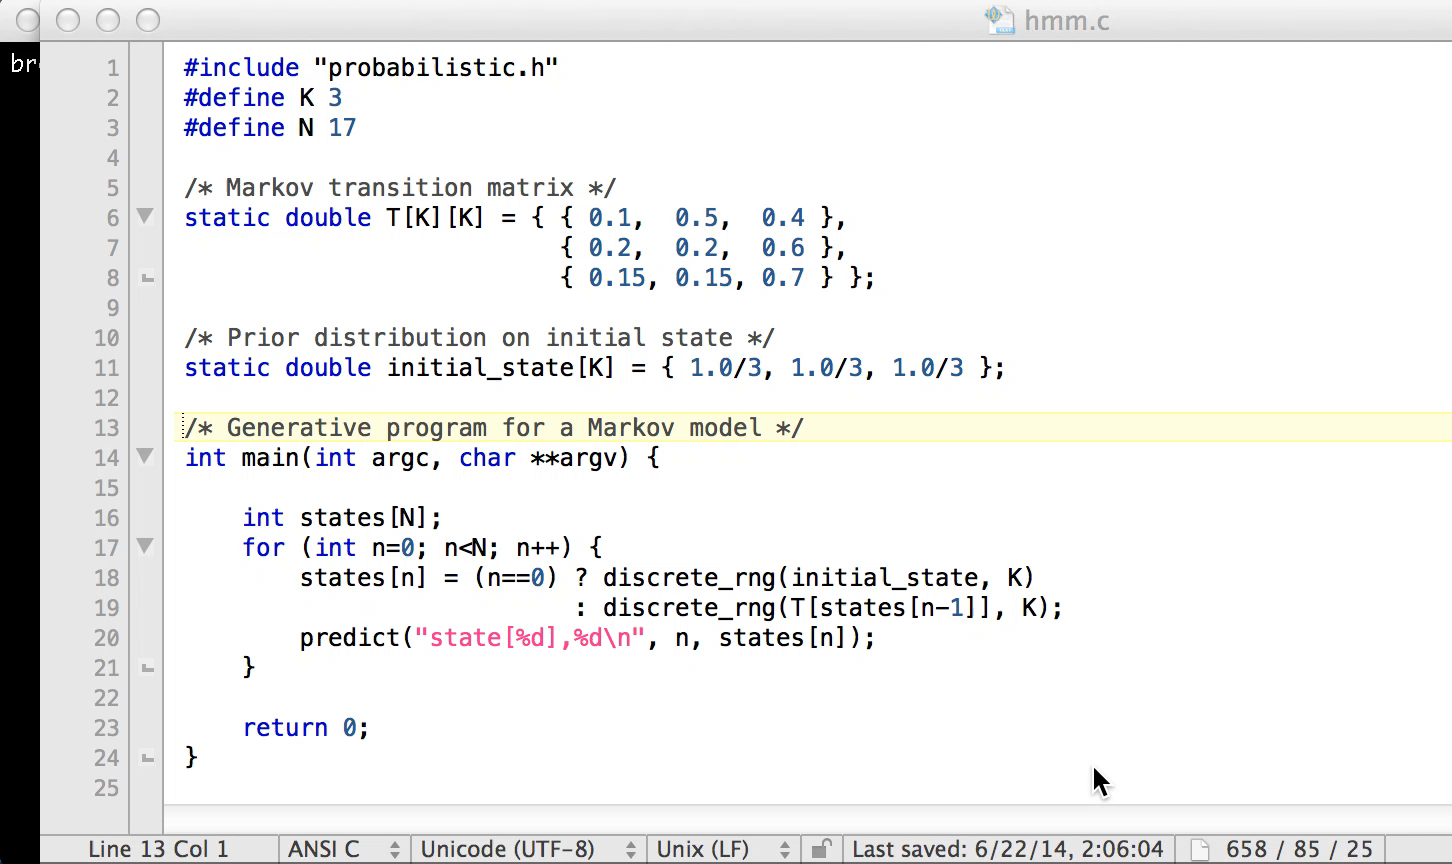 hmm.c
1 #include "probabilistic.h"
2 #define K 3
3 #define N 17
4
5 /* Markov transition matrix */
6 static double T[K][K] = { { 0.1, 0.5, 0.4 },
7 { 0.2, 0.2, 0.6 },
8 { 0.15, 0.15, 0.7 } };
9
10 /* Prior distribution on initial state */
11 static double initial_state[K] = { 1.0/3, 1.0/3, 1.0/3 };
12
13 /* Generative program for a Markov model */
14 int main(int argc, char **argv) {
15
16 int states[N];
17 for (int n=0; n<N; n++) {
18 states[n] = (n==0) ? discrete_rng(initial_state, K)
19 : discrete_rng(T[states[n-1]], K);
20 predict("state[%d],%d\n", n, states[n]);
21 }
22
23 return 0;
24 }
25
Line 13 Col 1 ANSI C Unicode (UTF-8) Unix (LF) Last saved: 6/22/14, 2:06:04 658 / 85 / 25